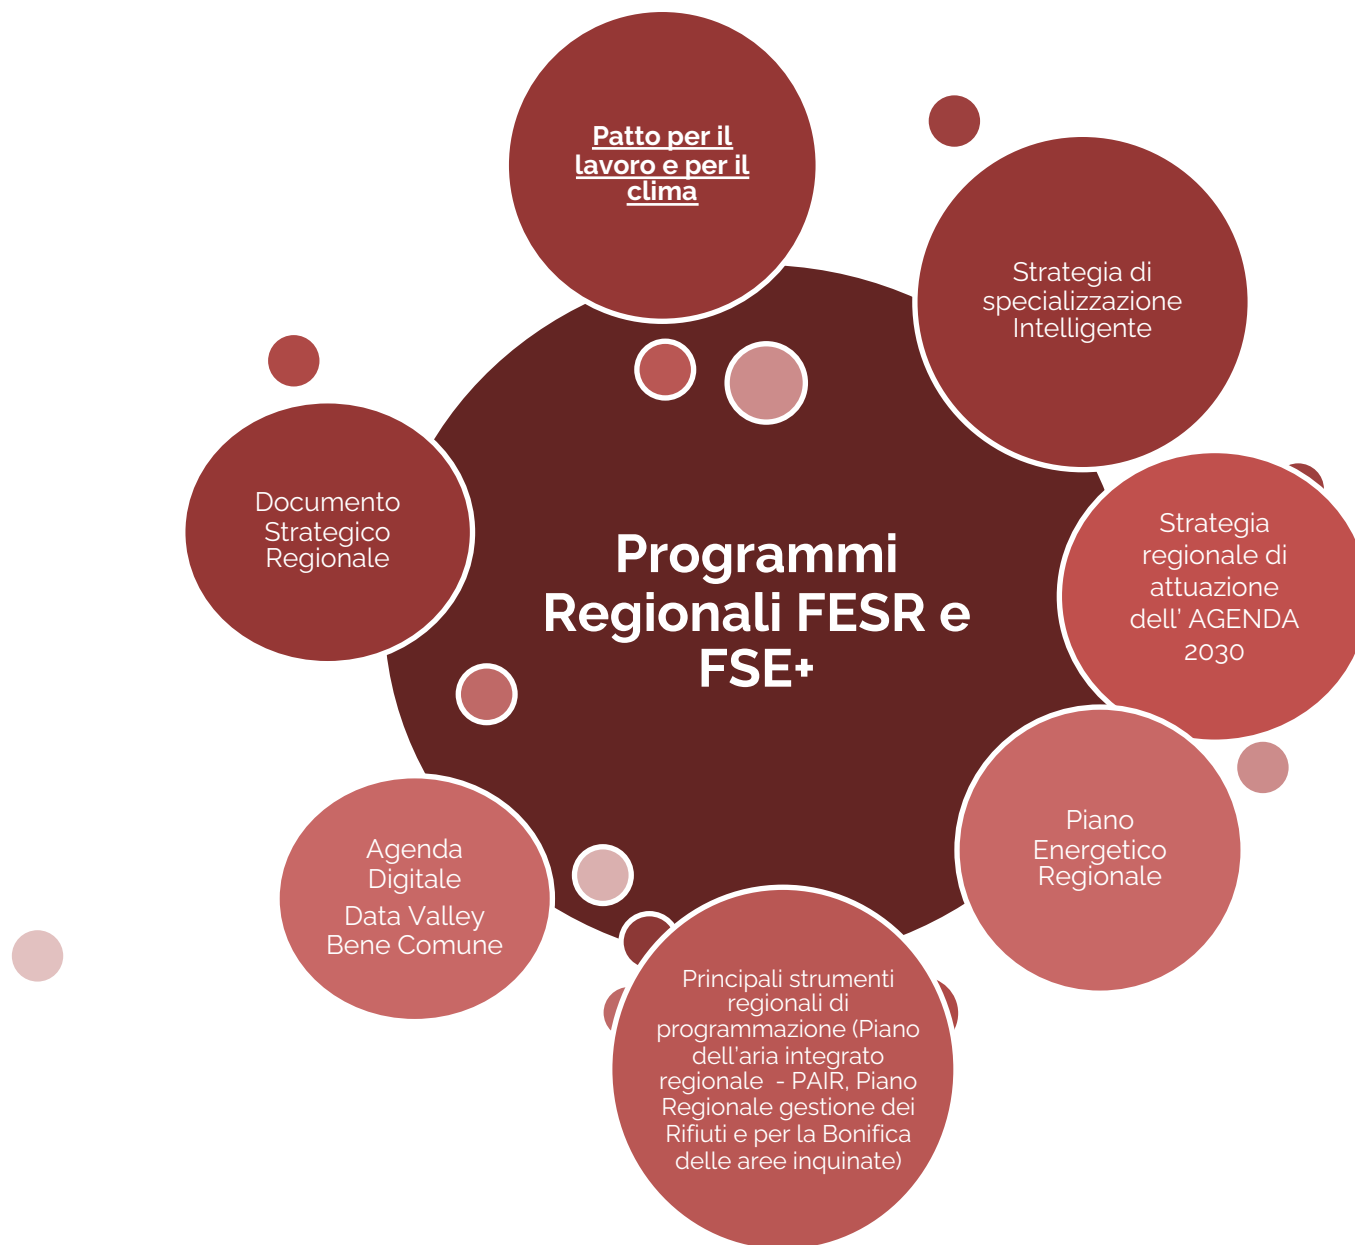 Patto per il
lavoro e per il
clima
Strategia di
specializzazione
Intelligente
Documento
Strategico
Regionale
Programmi
Regionali FESR e
FSE+
Strategia
regionale di
attuazione
dell’ AGENDA
2030
Piano
Energetico
Regionale
Agenda
Digitale
Data Valley
Bene Comune
Principali strumenti
regionali di
programmazione (Piano
dell’aria integrato
regionale  - PAIR, Piano
Regionale gestione dei
Rifiuti e per la Bonifica
delle aree inquinate)